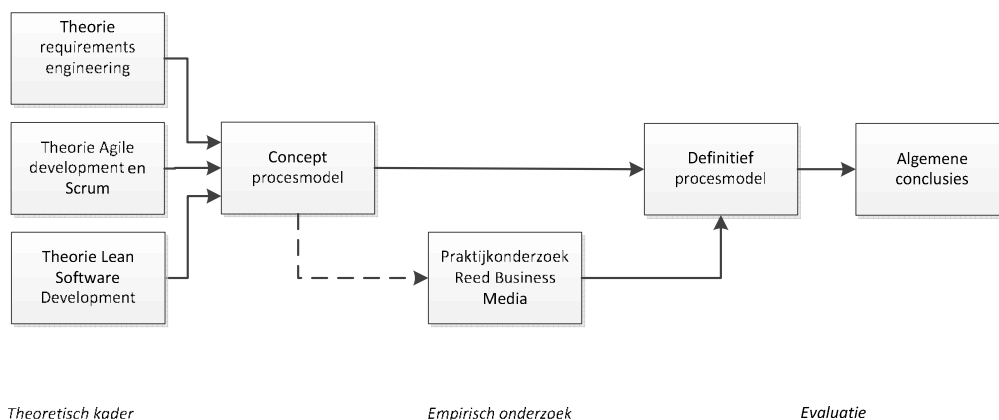 Theorie
requirements
engineering
Theorie Agile
development en
Scrum
Theorie Lean
Software
Development
Concept
procesmodel
Praktijkonderzoek
Reed Business
Media
Definitief
procesmodel
Algemene
conclusies
Theoretisch kader
Empirisch onderzoek
Evaluatie